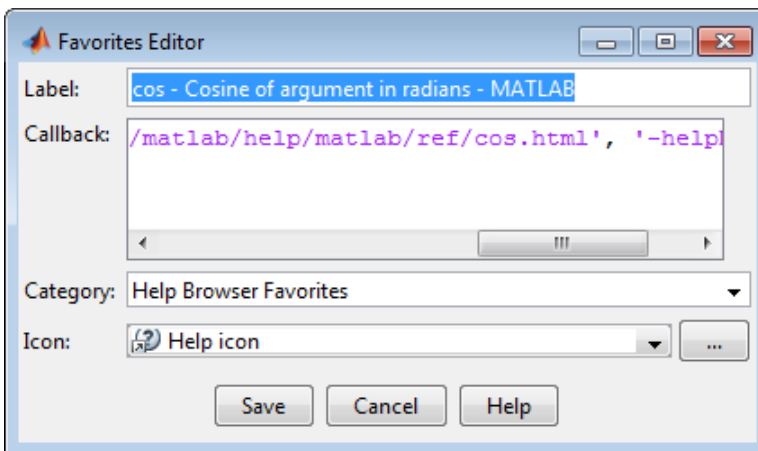 Favorites Editor
Label: cos - Cosine of argument in radians - MATLAB
Callback: /matlab/help/matlab/ref/cos.html', '-help
Category: Help Browser Favorites
Icon: Help icon ...
Save Cancel Help